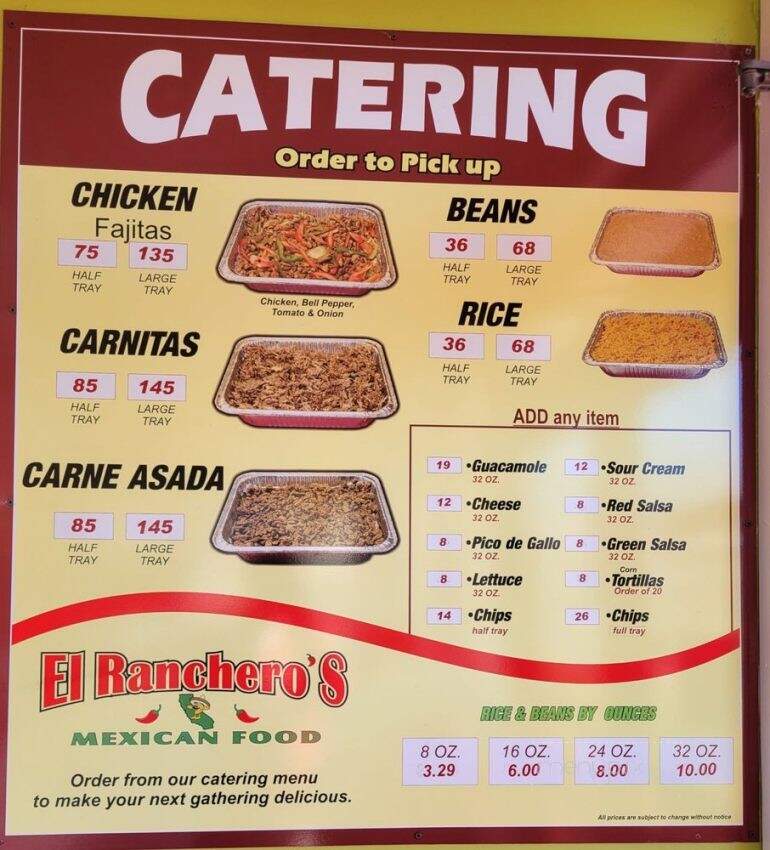 CATERING
Order to Pick up
CHICKEN
Fajitas
75 135
HALF TRAY LARGE TRAY
Chicken, Bell Pepper,
Tomato & Onion
CARNITAS
85 145
HALF TRAY LARGE TRAY
CARNE ASADA
85 145
HALF TRAY LARGE TRAY
BEANS
36 68
HALF TRAY LARGE TRAY
RICE
36 68
HALF TRAY LARGE TRAY
ADD any item
19 •Guacamole
32 OZ.
12 •Sour Cream
32 OZ.
12 •Cheese
32 OZ.
8 •Red Salsa
32 OZ.
8 •Pico de Gallo
32 OZ.
8 •Green Salsa
32 OZ.
8 •Lettuce
32 OZ.
Corn
8 •Tortillas
Order of 20
14 •Chips
half tray
26 •Chips
full tray
El Ranchero's
MEXICAN FOOD
Order from our catering menu
to make your next gathering delicious.
RICE & BEANS BY OUNCES
8 OZ. 16 OZ. 24 OZ. 32 OZ.
3.29 6.00 8.00 10.00
All prices are subject to change without notice